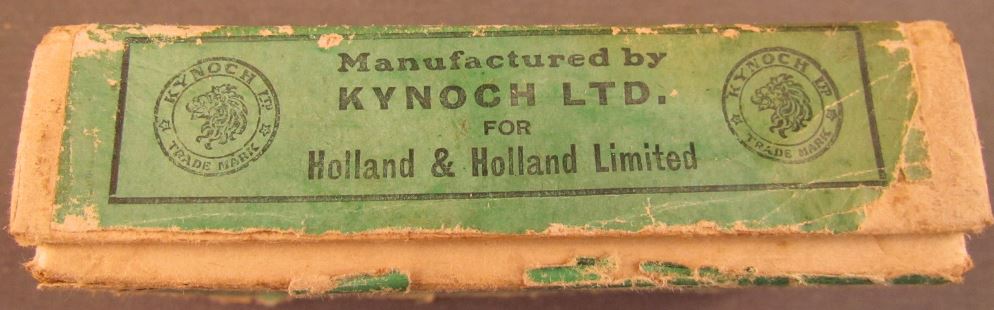 Manufactured by
KYNOCH LTD.
FOR
Holland & Holland Limited
KYNOCH LTD
TRADE MARK
KYNOCH LTD
TRADE MARK